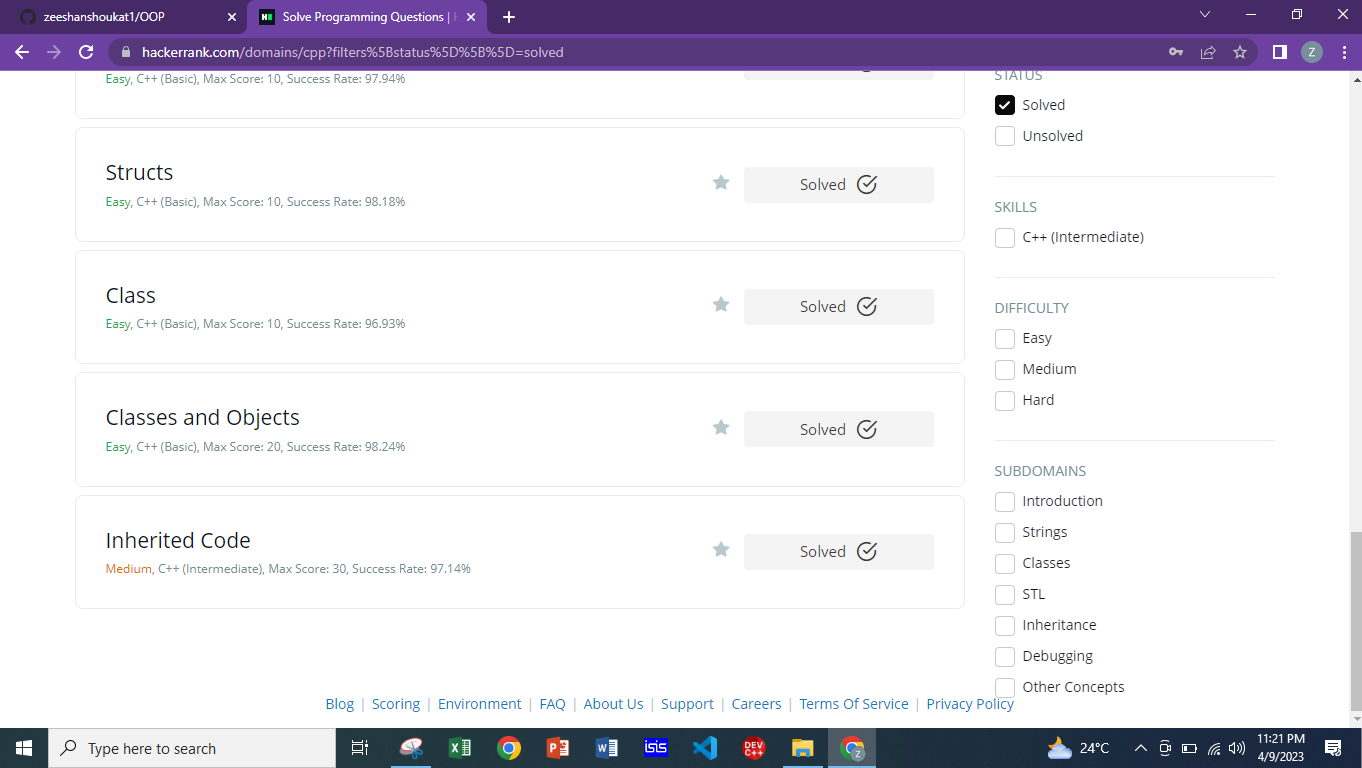 zeeshanshoukat1/OOP
Solve Programming Questions |
hackerrank.com/domains/cpp?filters%5Bstatus%5D%5B%5D=solved
Z
Easy, C++ (Basic), Max Score: 10, Success Rate: 97.94%
Structs
Easy, C++ (Basic), Max Score: 10, Success Rate: 98.18%
Solved
Class
Easy, C++ (Basic), Max Score: 10, Success Rate: 96.93%
Solved
Classes and Objects
Easy, C++ (Basic), Max Score: 20, Success Rate: 98.24%
Solved
Inherited Code
Medium, C++ (Intermediate), Max Score: 30, Success Rate: 97.14%
Solved
STATUS
Solved
Unsolved
SKILLS
C++ (Intermediate)
DIFFICULTY
Easy
Medium
Hard
SUBDOMAINS
Introduction
Strings
Classes
STL
Inheritance
Debugging
Other Concepts
Blog | Scoring | Environment | FAQ | About Us | Support | Careers | Terms Of Service | Privacy Policy
Type here to search
isis
DEV C++
Z
24°C
11:21 PM
4/9/2023